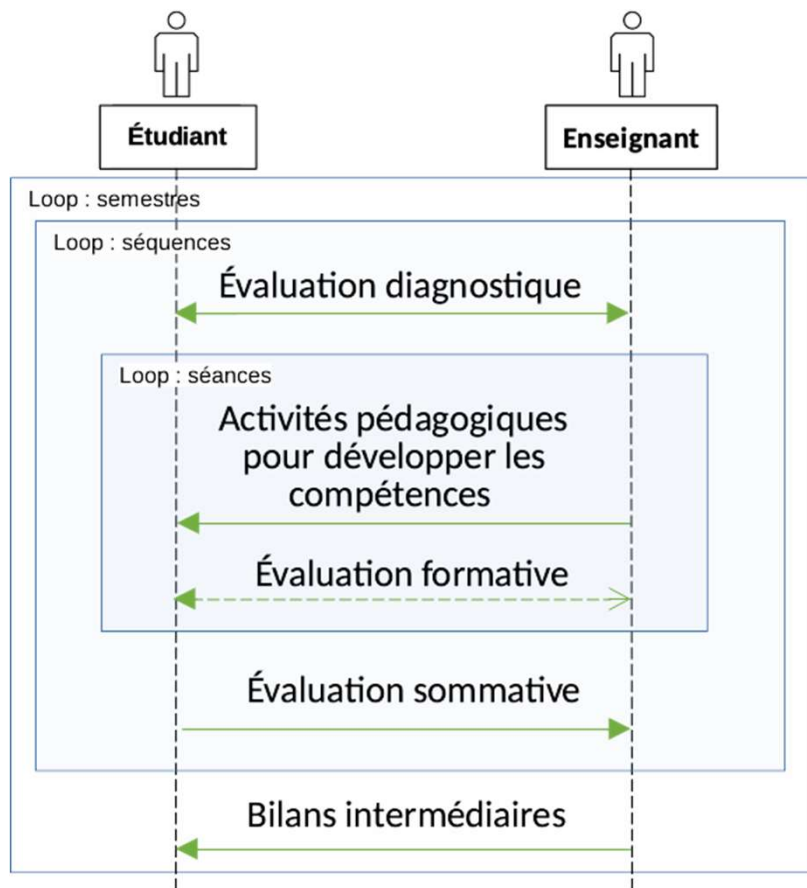 Étudiant
Enseignant
Loop : semestres
Loop : séquences
Évaluation diagnostique
Loop : séances
Activités pédagogiques
pour développer les
compétences
Évaluation formative
Évaluation sommative
Bilans intermédiaires